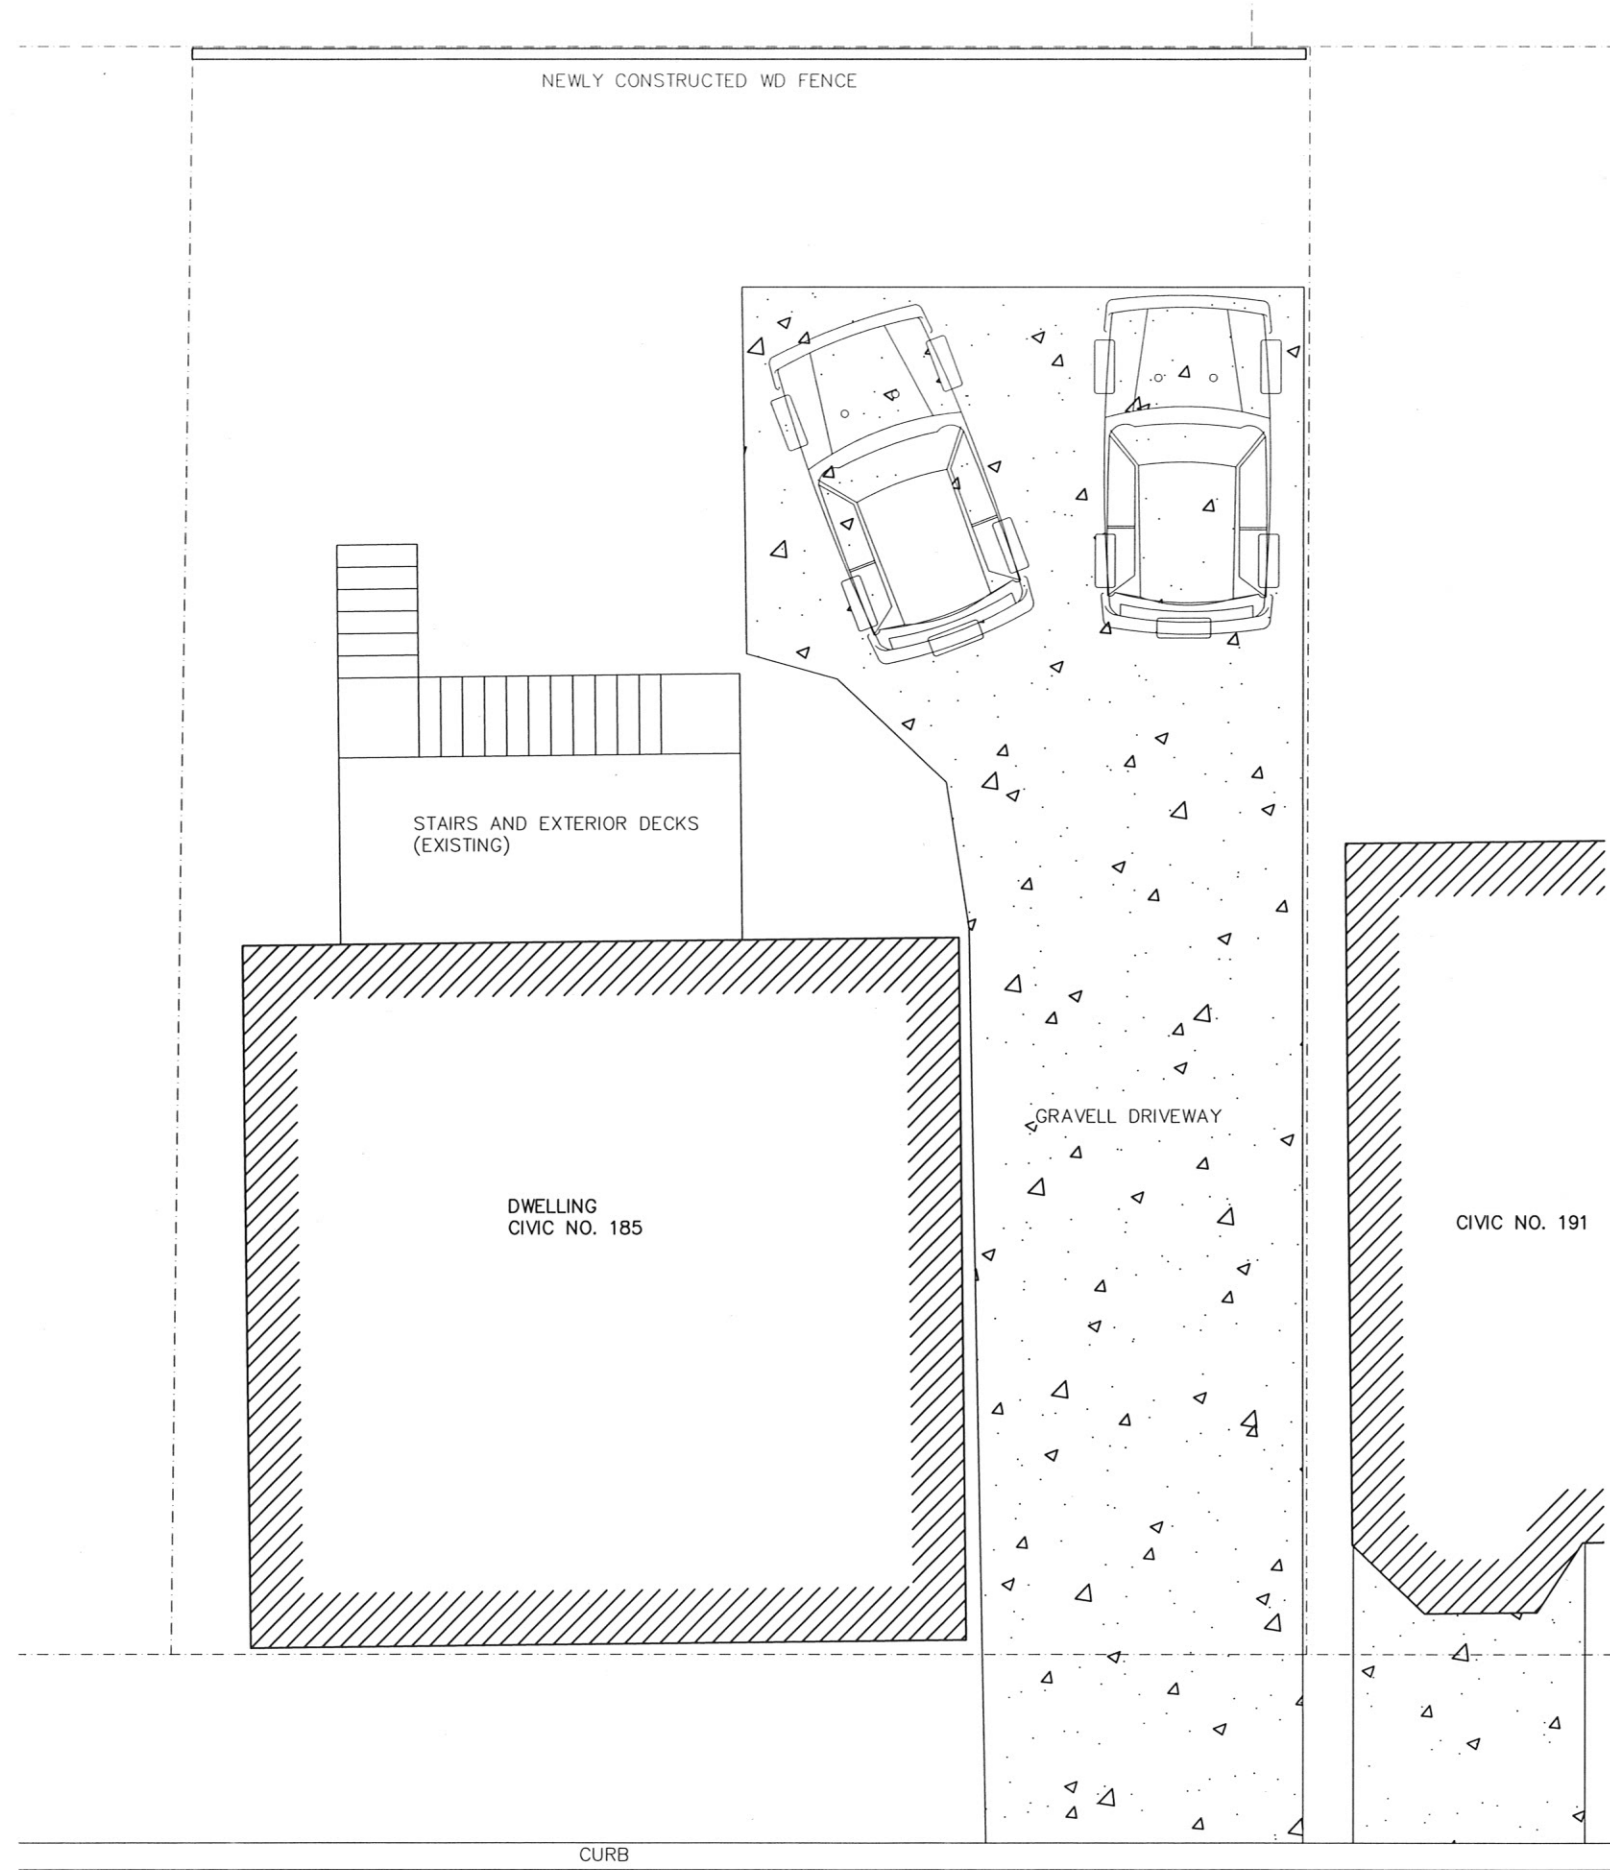 NEWLY CONSTRUCTED WD FENCE
STAIRS AND EXTERIOR DECKS
(EXISTING)
GRAVELL DRIVEWAY
DWELLING
CIVIC NO. 185
CIVIC NO. 191
CURB